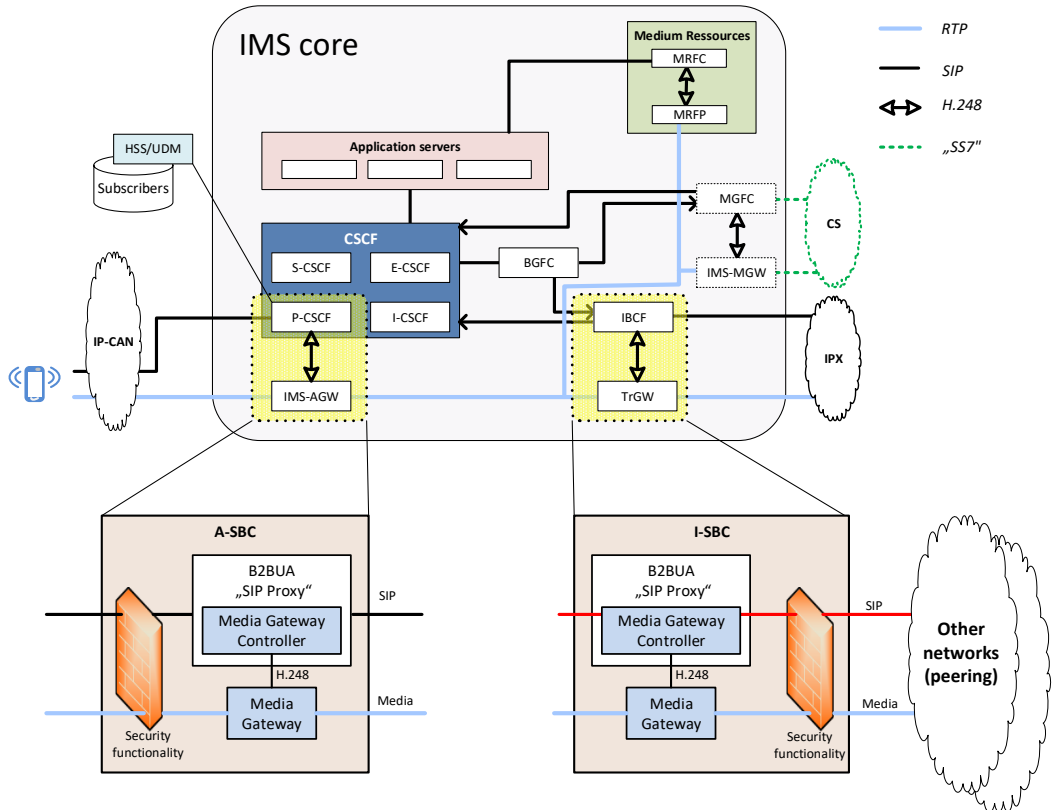 IMS core
Medium Ressources
MRFC
MRFP
RTP
SIP
H.248
„SS7"
HSS/UDM
Subscribers
Application servers
MGFC
CS
CSCF
S-CSCF
E-CSCF
BGFC
IMS-MGW
P-CSCF
I-CSCF
IBCF
IP-CAN
IPX
IMS-AGW
TrGW
A-SBC
B2BUA
„SIP Proxy“
SIP
Media Gateway
Controller
H.248
Media
Gateway
Media
Security
functionality
I-SBC
B2BUA
„SIP Proxy“
SIP
Media Gateway
Controller
H.248
Media
Gateway
Media
Security
functionality
Other
networks
(peering)